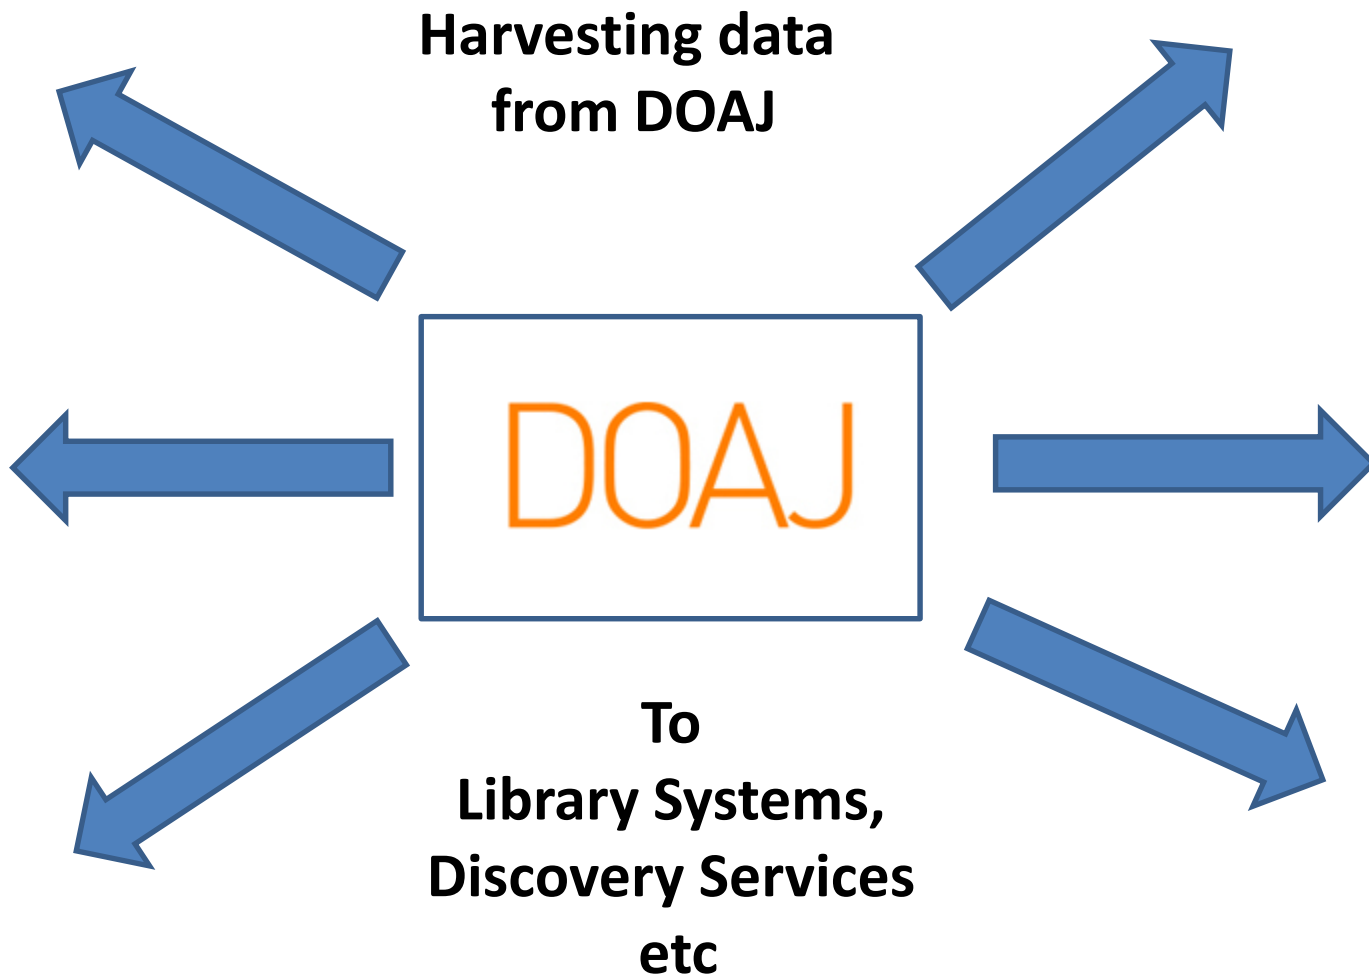 Harvesting data
from DOAJ
DOAJ
To
Library Systems,
Discovery Services
etc